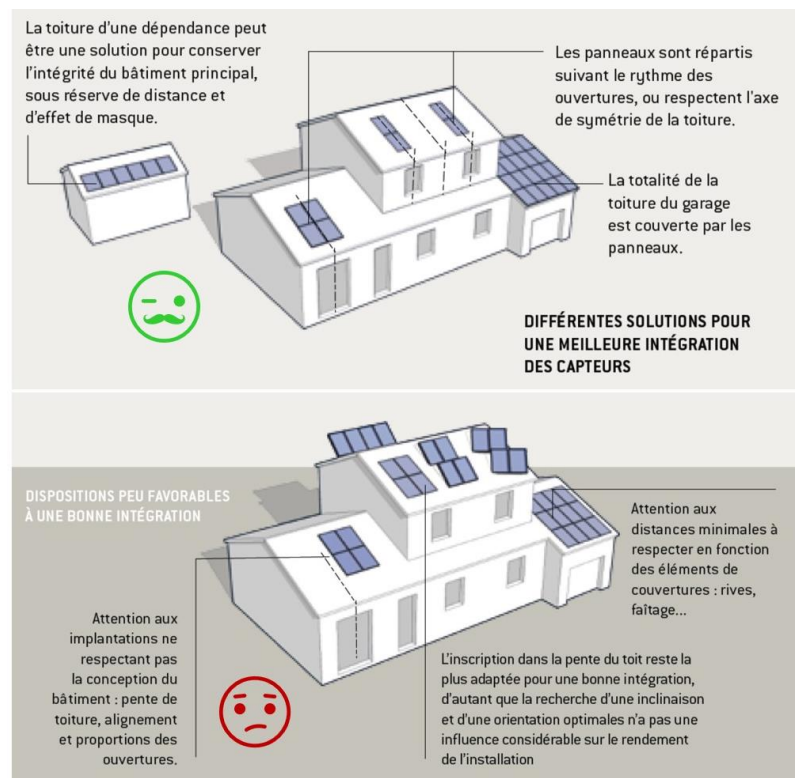 La toiture d'une dépendance peut
être une solution pour conserver
l'intégrité du bâtiment principal,
sous réserve de distance et
d'effet de masque.
Les panneaux sont répartis
suivant le rythme des
ouvertures, ou respectent l'axe
de symétrie de la toiture.
La totalité de la
toiture du garage
est couverte par les
panneaux.
DIFFÉRENTES SOLUTIONS POUR
UNE MEILLEURE INTÉGRATION
DES CAPTEURS
DISPOSITIONS PEU FAVORABLES
À UNE BONNE INTÉGRATION
Attention aux
distances minimales à
respecter en fonction
des éléments de
couvertures : rives,
faîtage...
Attention aux
implantations ne
respectant pas
la conception du
bâtiment : pente de
toiture, alignement
et proportions des
ouvertures.
L'inscription dans la pente du toit reste la
plus adaptée pour une bonne intégration,
d'autant que la recherche d'une inclinaison
et d'une orientation optimales n'a pas une
influence considérable sur le rendement
de l'installation